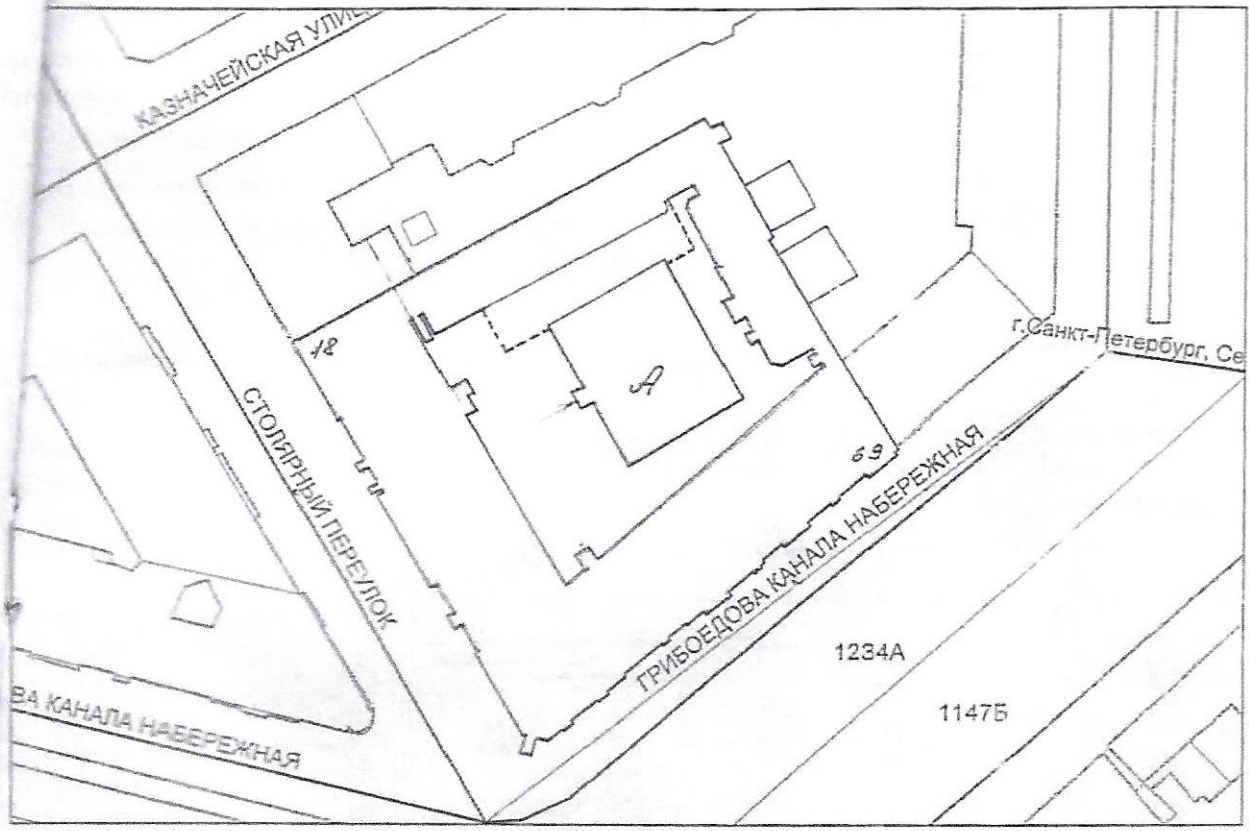 КАЗНАЧЕЙСКАЯ УЛИЦ
18
г.Санкт-Петербург, Се
СТОЛЯРНЫЙ ПЕРЕУЛОК
69
ГРИБОЕДОВА КАНАЛА НАБЕРЕЖНАЯ
1234А
1147Б
ВА КАНАЛА НАБЕРЕЖНАЯ